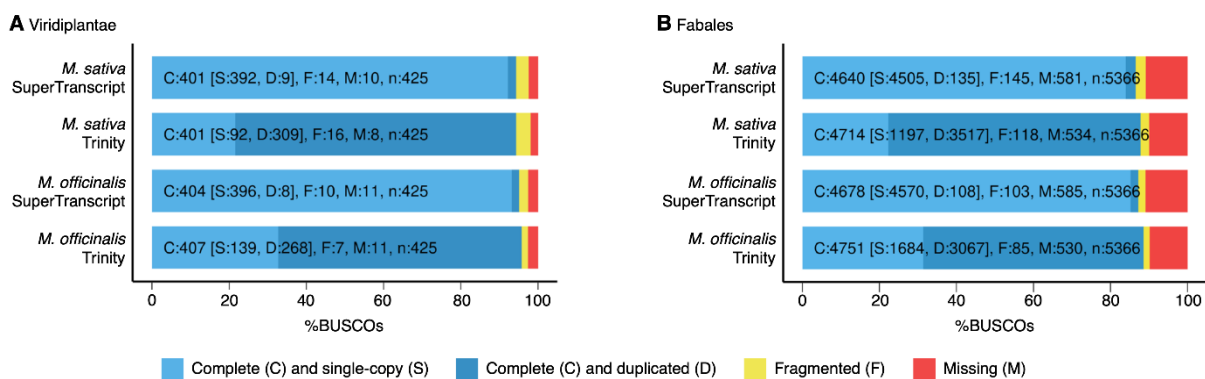 A Viridiplantae
M. sativa
SuperTranscript
C:401 [S:392, D:9], F:14, M:10, n:425
M. sativa
Trinity
C:401 [S:92, D:309], F:16, M:8, n:425
M. officinalis
SuperTranscript
C:404 [S:396, D:8], F:10, M:11, n:425
M. officinalis
Trinity
C:407 [S:139, D:268], F:7, M:11, n:425
0 20 40 60 80 100
%BUSCOs
B Fabales
M. sativa
SuperTranscript
C:4640 [S:4505, D:135], F:145, M:581, n:5366
M. sativa
Trinity
C:4714 [S:1197, D:3517], F:118, M:534, n:5366
M. officinalis
SuperTranscript
C:4678 [S:4570, D:108], F:103, M:585, n:5366
M. officinalis
Trinity
C:4751 [S:1684, D:3067], F:85, M:530, n:5366
0 20 40 60 80 100
%BUSCOs
Complete (C) and single-copy (S) Complete (C) and duplicated (D) Fragmented (F) Missing (M)